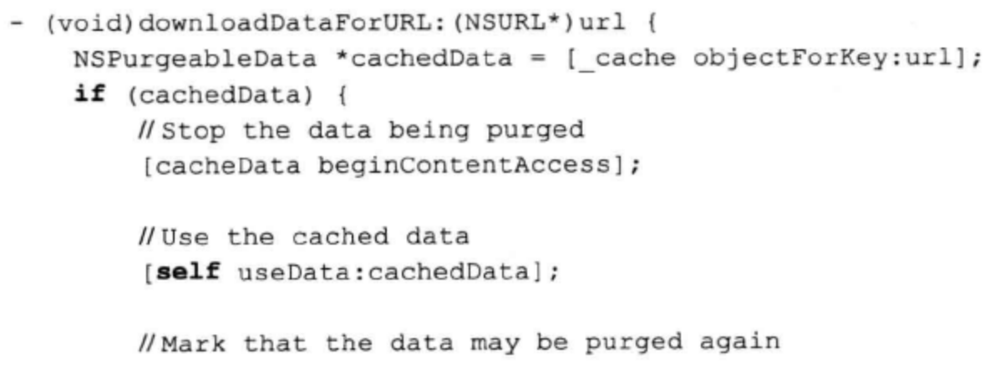 - (void)downloadDataForURL:(NSURL*)url {
NSPurgeableData *cachedData = [_cache objectForKey:url];
if (cachedData) {
//Stop the data being purged
[cacheData beginContentAccess];
//Use the cached data
[self useData:cachedData];
//Mark that the data may be purged again